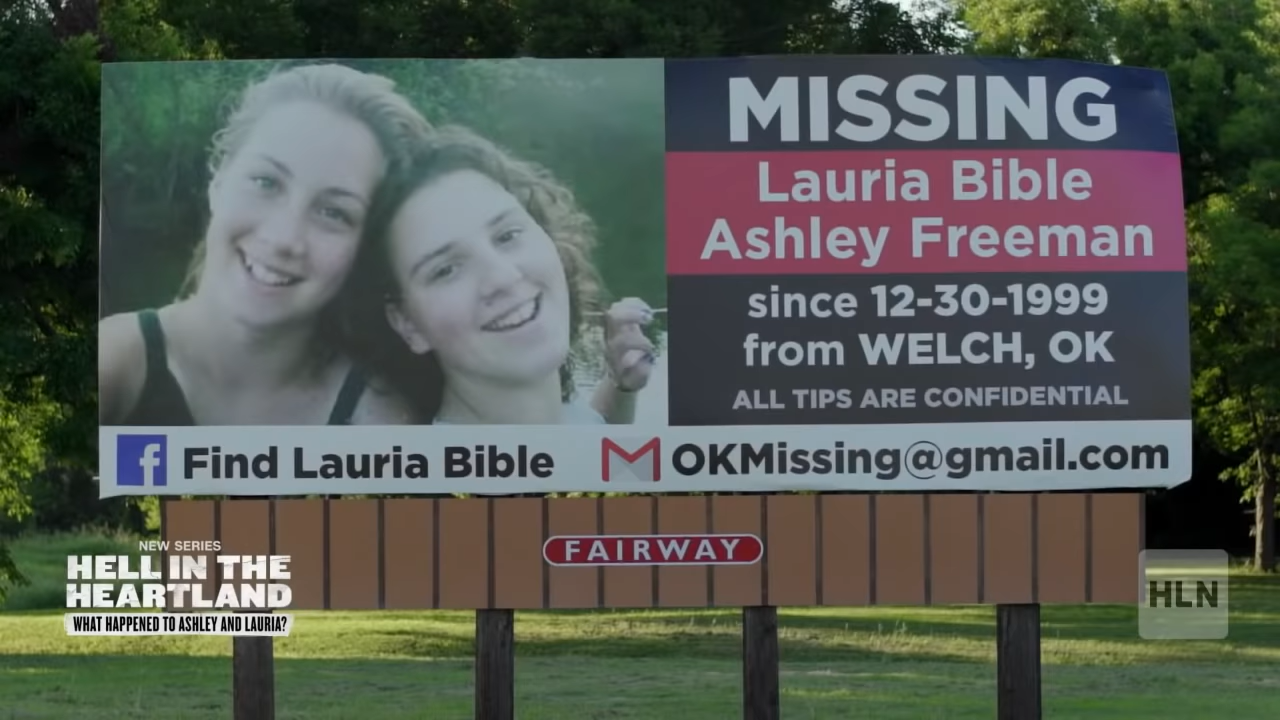 MISSING
Lauria Bible
Ashley Freeman
since 12-30-1999
from WELCH, OK
ALL TIPS ARE CONFIDENTIAL
f Find Lauria Bible
M OKMissing@gmail.com
FAIRWAY
NEW SERIES
HELL IN THE
HEARTLAND
WHAT HAPPENED TO ASHLEY AND LAURIA?
HLN